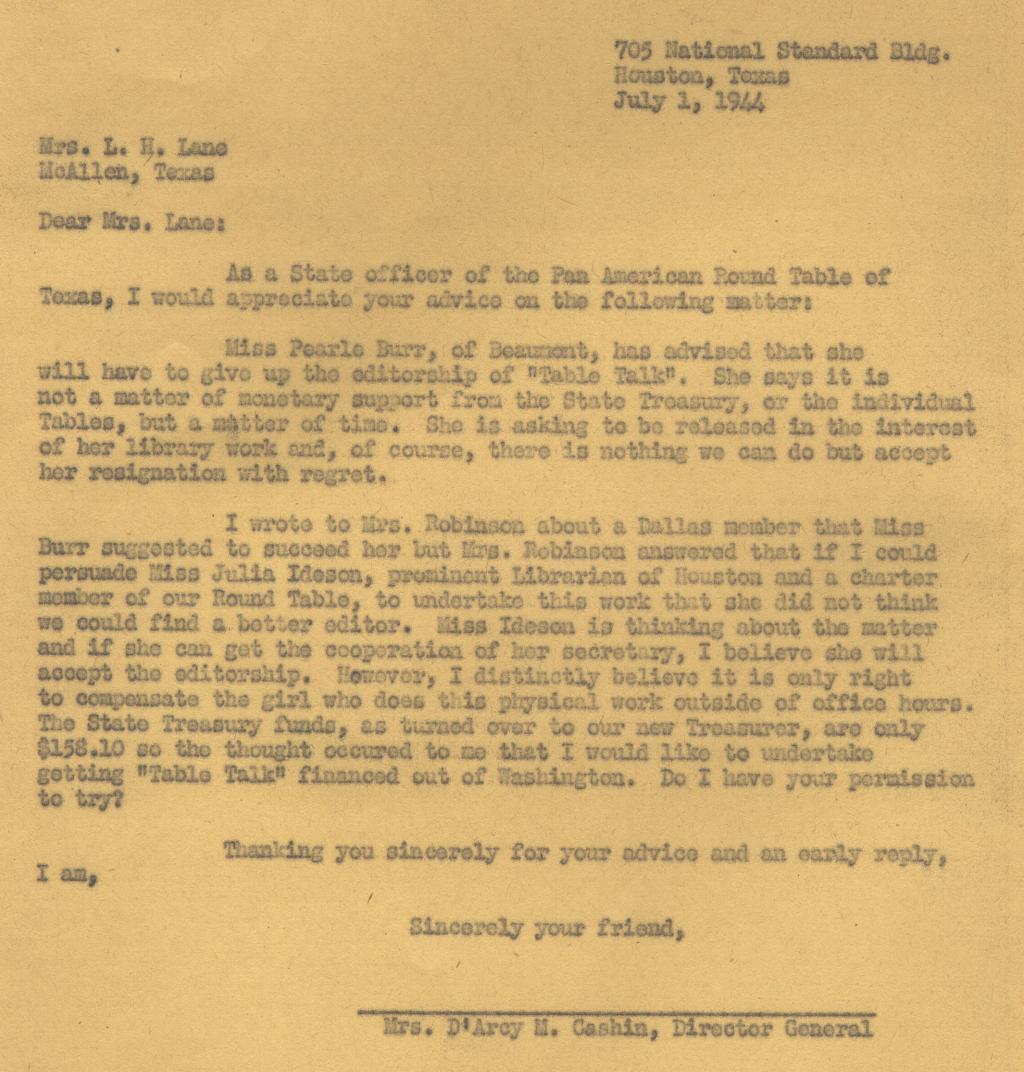 705 National Standard Bldg.
Houston, Texas
July 1, 1944
Mrs. L. H. Lane
McAllen, Texas
Dear Mrs. Lane:
As a State officer of the Pan American Round Table of
Texas, I would appreciate your advice on the following matter:
Miss Pearle Burr, of Beaumont, has advised that she
will have to give up the editorship of "Table Talk". She says it is
not a matter of monetary support from the State Treasury, or the individual
Tables, but a matter of time. She is asking to be released in the interest
of her library work and, of course, there is nothing we can do but accept
her resignation with regret.
I wrote to Mrs. Robinson about a Dallas member that Miss
Burr suggested to succeed her but Mrs. Robinson answered that if I could
persuade Miss Julia Ideson, prominent Librarian of Houston and a charter
member of our Round Table, to undertake this work that she did not think
we could find a better editor. Miss Ideson is thinking about the matter
and if she can get the cooperation of her secretary, I believe she will
accept the editorship. However, I distinctly believe it is only right
to compensate the girl who does this physical work outside of office hours.
The State Treasury funds, as turned over to our new Treasurer, are only
$158.10 so the thought occured to me that I would like to undertake
getting "Table Talk" financed out of Washington. Do I have your permission
to try?
Thanking you sincerely for your advice and an early reply,
I am,
Sincerely your friend,
Mrs. D'Arcy M. Cashin, Director General